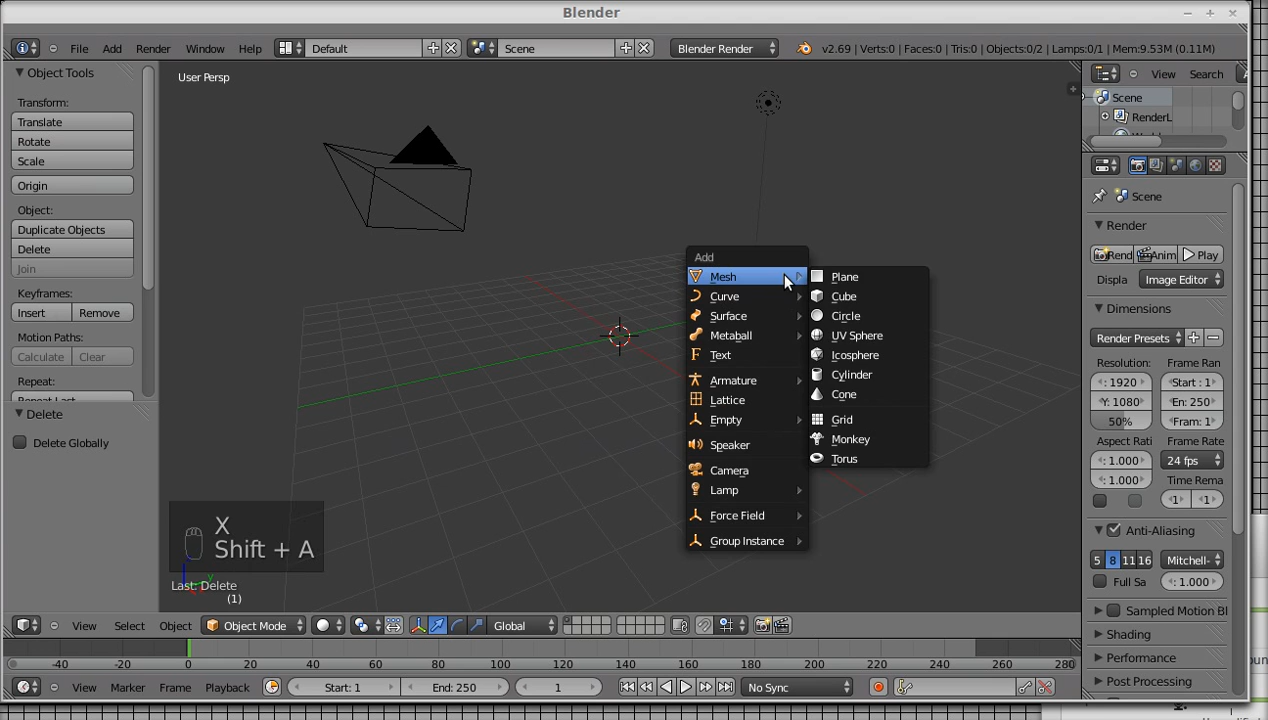 Blender
File Add Render Window Help Default Scene Blender Render v2.69 | Verts:0 | Faces:0 | Tris:0 | Objects:0/2 | Lamps:0/1 | Mem:9.53M (0.11M)
Object Tools
Transform:
Translate
Rotate
Scale
Origin
Object:
Duplicate Objects
Delete
Join
Keyframes:
Insert Remove
Motion Paths:
Calculate Clear
Repeat:
Delete
Delete Globally
User Persp
Add
Mesh
Curve
Surface
Metaball
Text
Armature
Lattice
Empty
Speaker
Camera
Lamp
Force Field
Group Instance
Plane
Cube
Circle
UV Sphere
Icosphere
Cylinder
Cone
Grid
Monkey
Torus
X
Shift + A
Last: Delete
(1)
View Select Object Object Mode Global
-40 -20 0 20 40 60 80 100 120 140 160 180 200 220 240 260 280
View Marker Frame Playback Start: 1 End: 250 1 No Sync
View Search
Scene
RenderL
Scene
Render
Rend Anim Play
Displa Image Editor
Dimensions
Render Presets
Resolution: Frame Ran
: 1920 Start : 1
Y: 1080 En: 250
50% Fram: 1
Aspect Rati Frame Rate
: 1.000 24 fps
: 1.000 Time Rema
1 1
Anti-Aliasing
5 8 11 16 Mitchell-
Full Sa : 1.000
Sampled Motion Bl
Shading
Performance
Post Processing